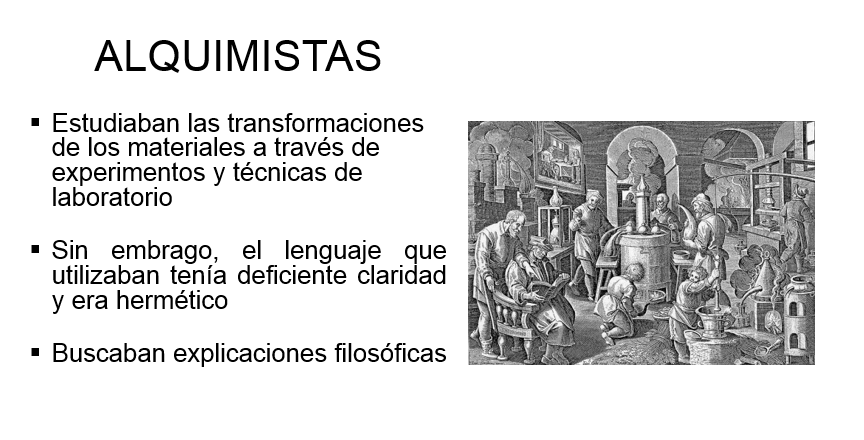 ALQUIMISTAS
▪ Estudiaban las transformaciones
de los materiales a través de
experimentos y técnicas de
laboratorio
▪ Sin embrago, el lenguaje que
utilizaban tenía deficiente claridad
y era hermético
▪ Buscaban explicaciones filosóficas